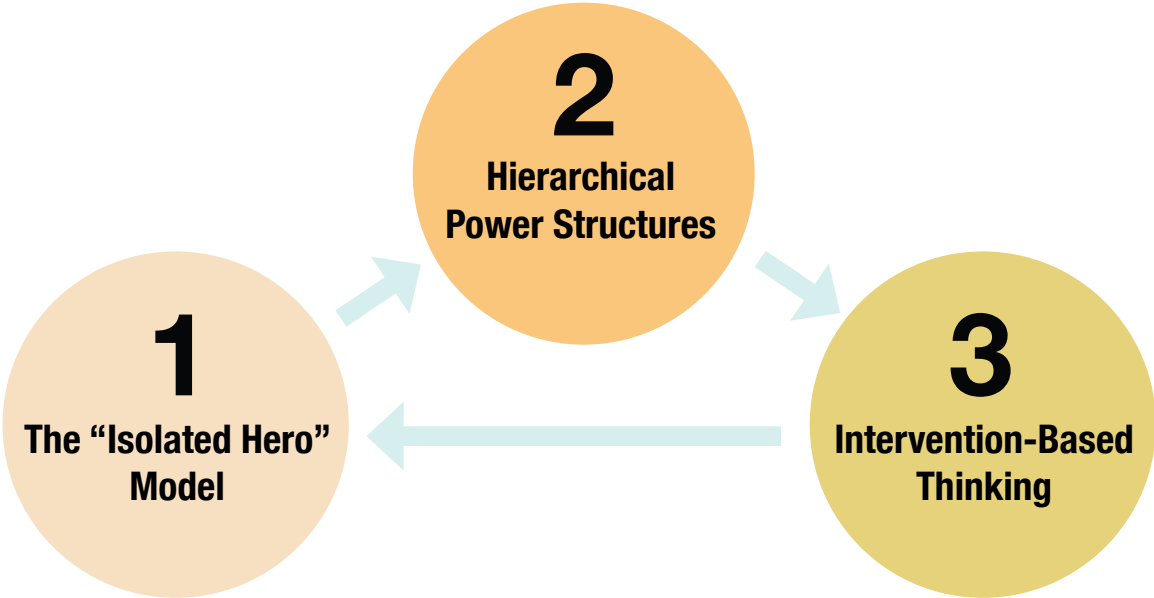 1
The “Isolated Hero”
Model
2
Hierarchical
Power Structures
3
Intervention-Based
Thinking